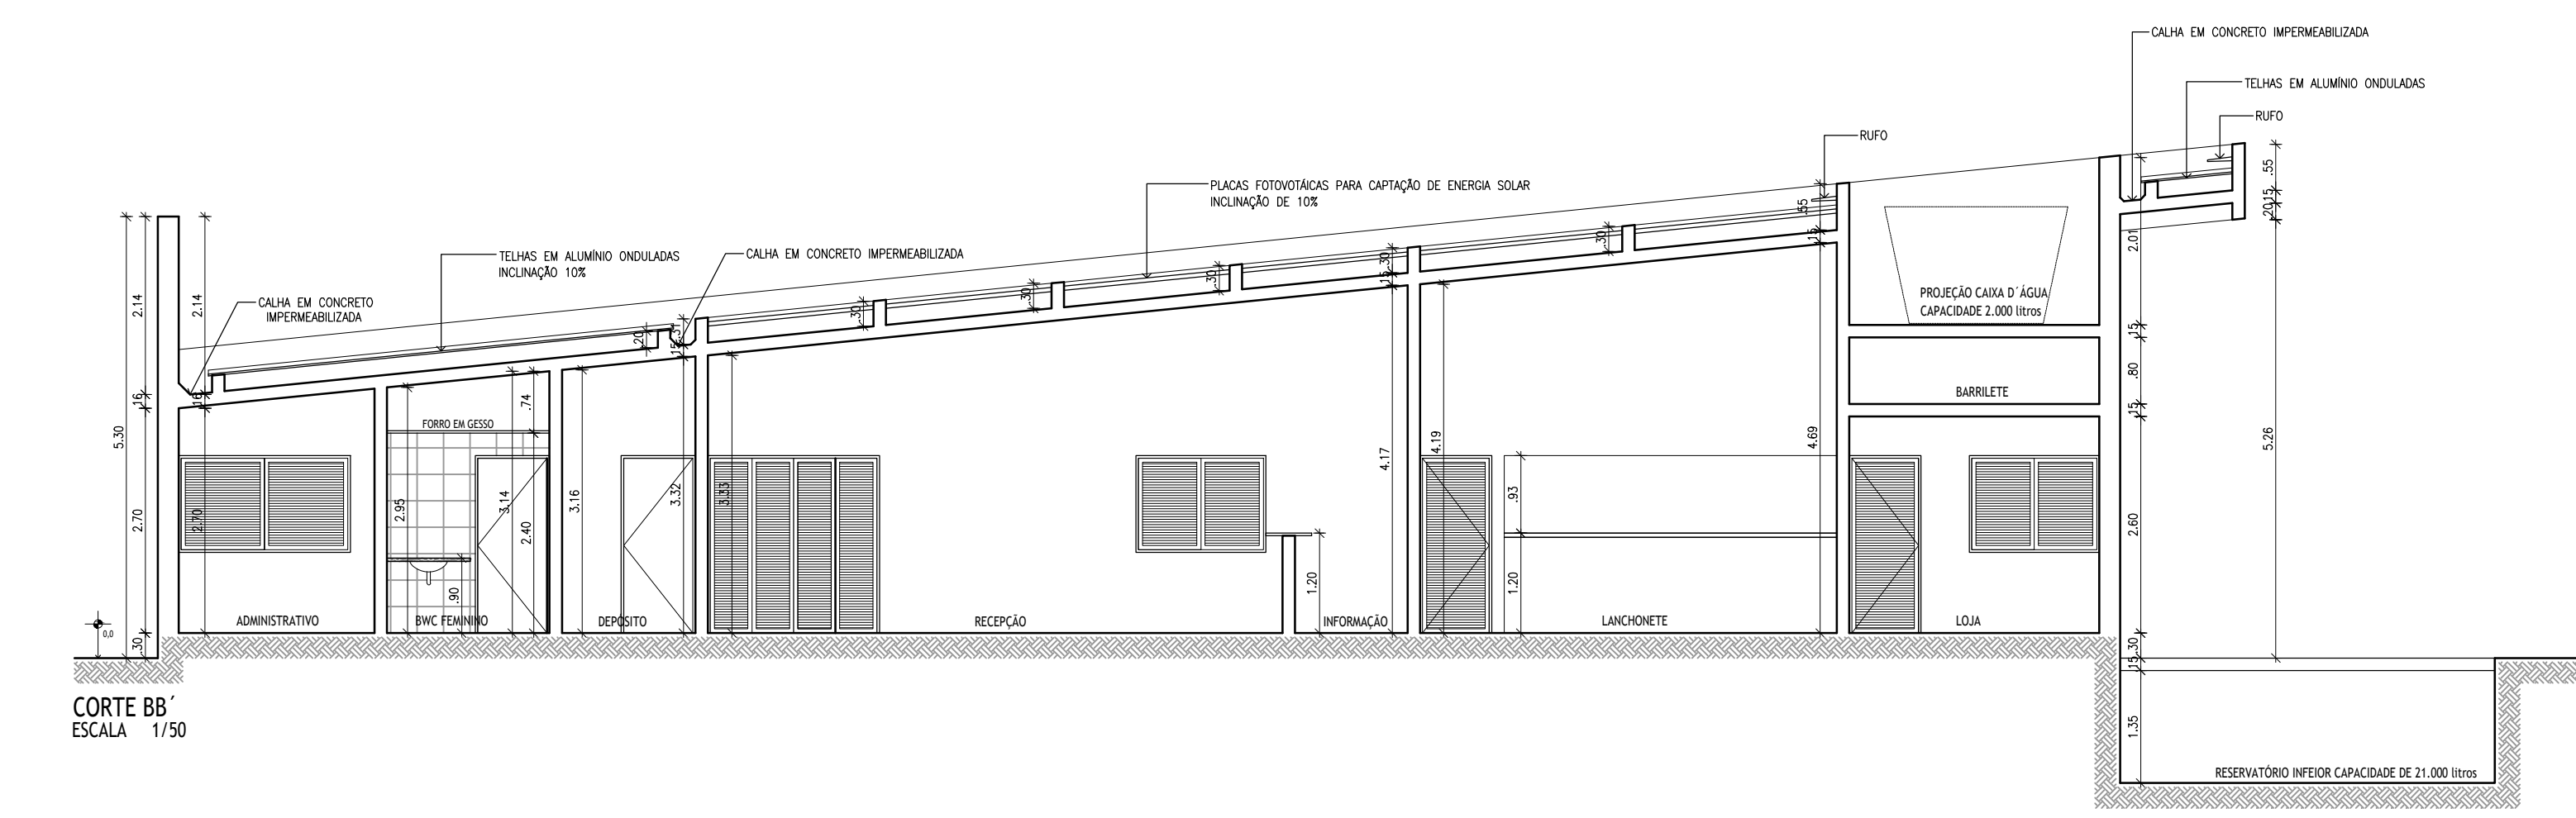 CALHA EM CONCRETO IMPERMEABILIZADA
TELHAS EM ALUMÍNIO ONDULADAS
RUFO
RUFO
.55
15
.20
PLACAS FOTOVOTÁICAS PARA CAPTAÇÃO DE ENERGIA SOLAR
INCLINAÇÃO DE 10%
.55
15
2.01
TELHAS EM ALUMÍNIO ONDULADAS
INCLINAÇÃO 10%
CALHA EM CONCRETO IMPERMEABILIZADA
CALHA EM CONCRETO
IMPERMEABILIZADA
2.14
2.14
.30
.30
.30
.30
.30
15
.20
.31
15
PROJEÇÃO CAIXA D´ÁGUA
CAPACIDADE 2.000 litros
15
.80
BARRILETE
15
.16
.16
.74
FORRO EM GESSO
5.30
2.70
2.70
2.95
3.14
2.40
3.16
3.32
3.33
4.17
4.19
.93
4.69
2.60
5.26
.90
1.20
1.20
ADMINISTRATIVO
BWC FEMININO
DEPÓSITO
RECEPÇÃO
INFORMAÇÃO
LANCHONETE
LOJA
0,0
.30
.30
15
1.35
CORTE BB´
ESCALA 1/50
RESERVATÓRIO INFEIOR CAPACIDADE DE 21.000 litros